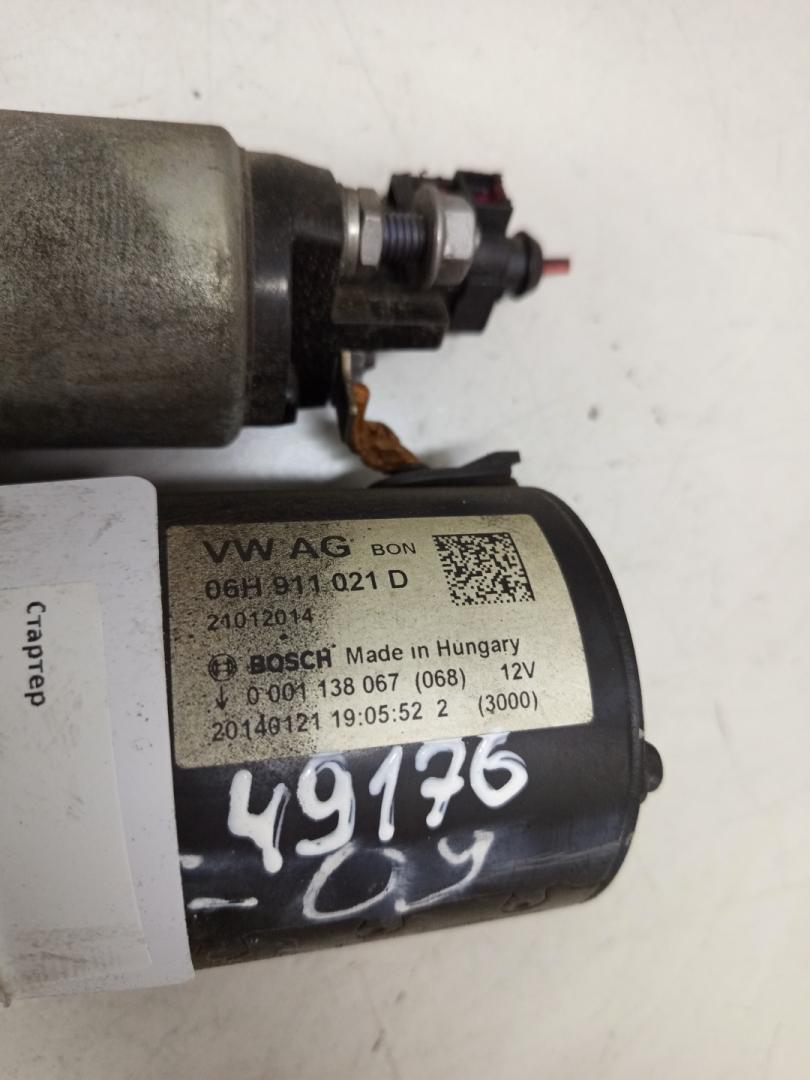 VW AG BON
06H 911 021 D
21012014
BOSCH Made in Hungary
0 001 138 067 (068) 12V
20140121 19:05:52 2 (3000)
49176
Стартер